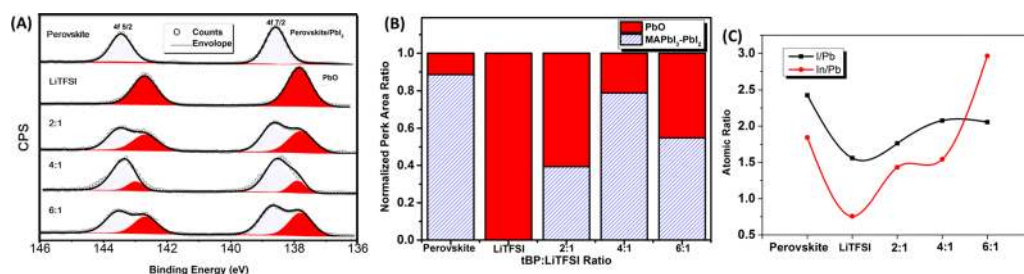 (A)
4f 5/2
4f 7/2
Perovskite
Counts
Envolope
Perovskite/PbI2
LiTFSI
PbO
2:1
4:1
6:1
CPS
146 144 142 140 138 136
Binding Energy (eV)
(B)
PbO
MAPbI3-PbI2
Normalized Perk Area Ratio
1.0
0.8
0.6
0.4
0.2
0.0
Perovskite LiTFSI 2:1 4:1 6:1
tBP:LiTFSI Ratio
(C)
I/Pb
In/Pb
Atomic Ratio
3.0
2.5
2.0
1.5
1.0
0.5
Perovskite LiTFSI 2:1 4:1 6:1